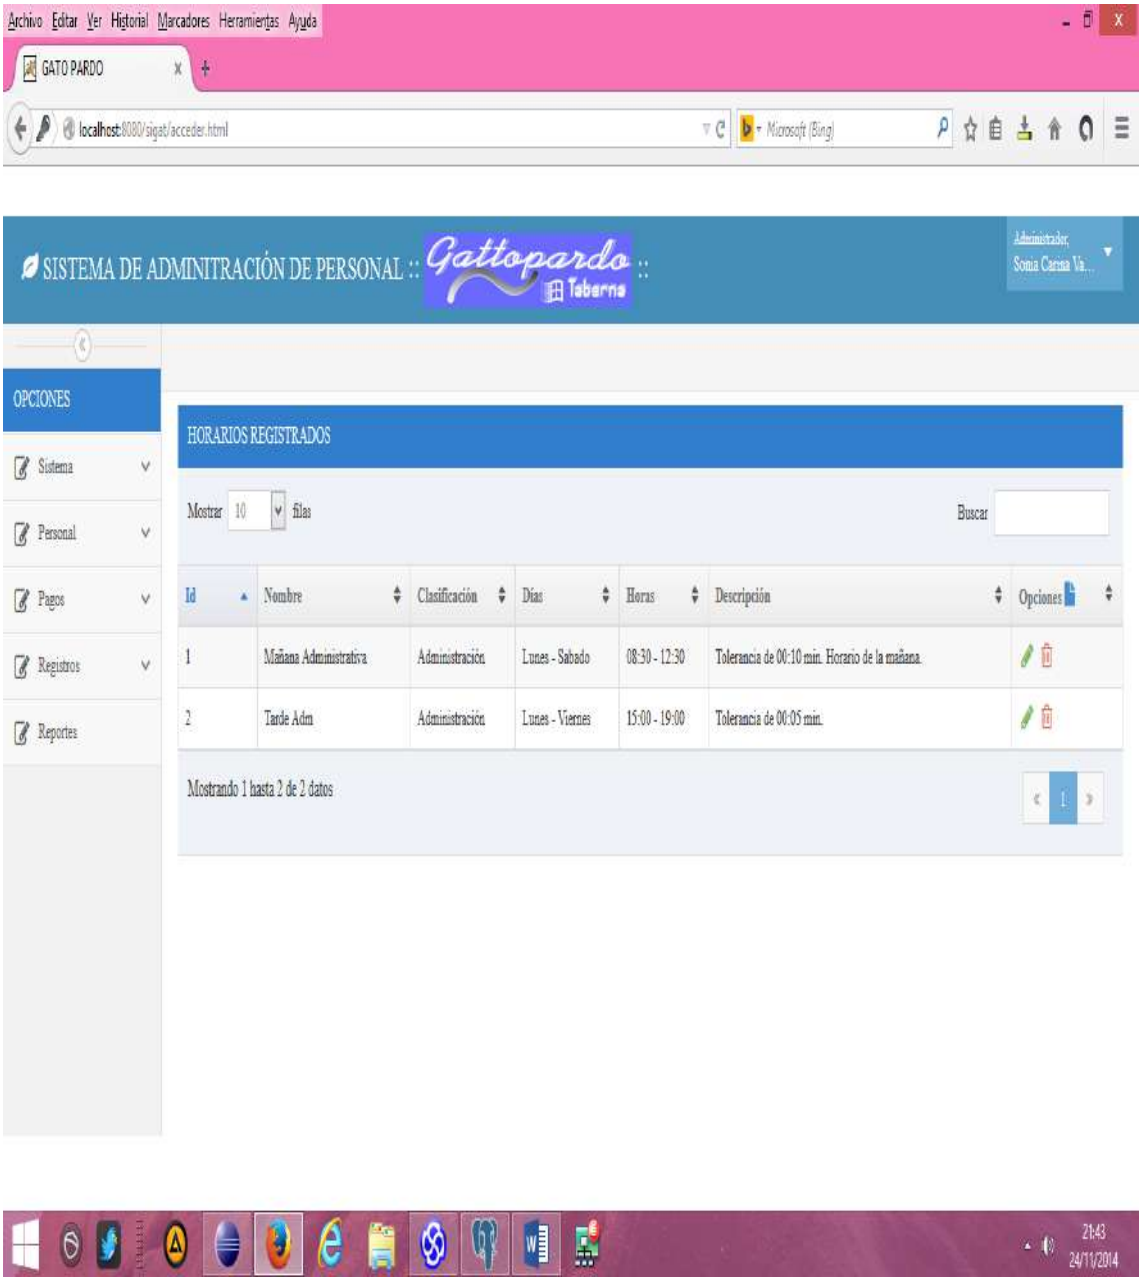 Archivo Editar Ver Historial Marcadores Herramientas Ayuda
GATO PARDO
localhost:8080/sigat/acceder.html
Microsoft (Bing)
SISTEMA DE ADMINITRACIÓN DE PERSONAL :: Gattopardo Taberna ::
Administrador,
Sonia Carina Va...
OPCIONES
Sistema
Personal
Pagos
Registros
Reportes
HORARIOS REGISTRADOS
Mostrar 10 filas
Buscar
Id Nombre Clasificación Días Horas Descripción Opciones
1 Mañana Administrativa Administración Lunes - Sabado 08:30 - 12:30 Tolerancia de 00:10 min. Horario de la mañana.
2 Tarde Adm Administración Lunes - Viernes 15:00 - 19:00 Tolerancia de 00:05 min.
Mostrando 1 hasta 2 de 2 datos
« 1 »
21:43
24/11/2014